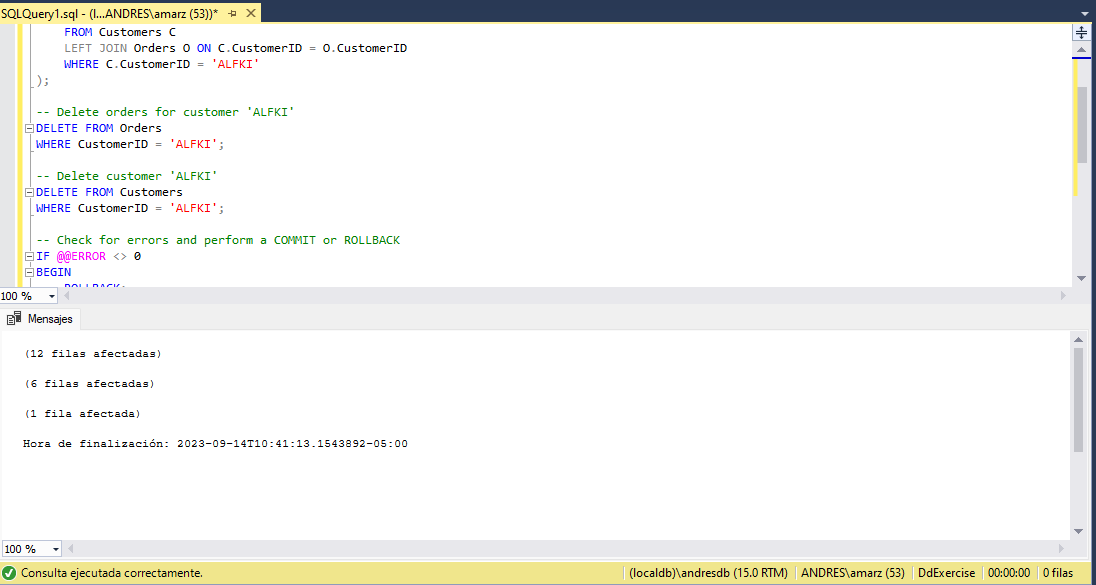 SQLQuery1.sql - (l...ANDRES\amarz (53))*
FROM Customers C
LEFT JOIN Orders O ON C.CustomerID = O.CustomerID
WHERE C.CustomerID = 'ALFKI'
);
-- Delete orders for customer 'ALFKI'
DELETE FROM Orders
WHERE CustomerID = 'ALFKI';
-- Delete customer 'ALFKI'
DELETE FROM Customers
WHERE CustomerID = 'ALFKI';
-- Check for errors and perform a COMMIT or ROLLBACK
IF @@ERROR <> 0
BEGIN
ROLLBACK;
100 %
Mensajes
(12 filas afectadas)
(6 filas afectadas)
(1 fila afectada)
Hora de finalización: 2023-09-14T10:41:13.1543892-05:00
100 %
Consulta ejecutada correctamente. (localdb)\andresdb (15.0 RTM) ANDRES\amarz (53) DdExercise 00:00:00 0 filas